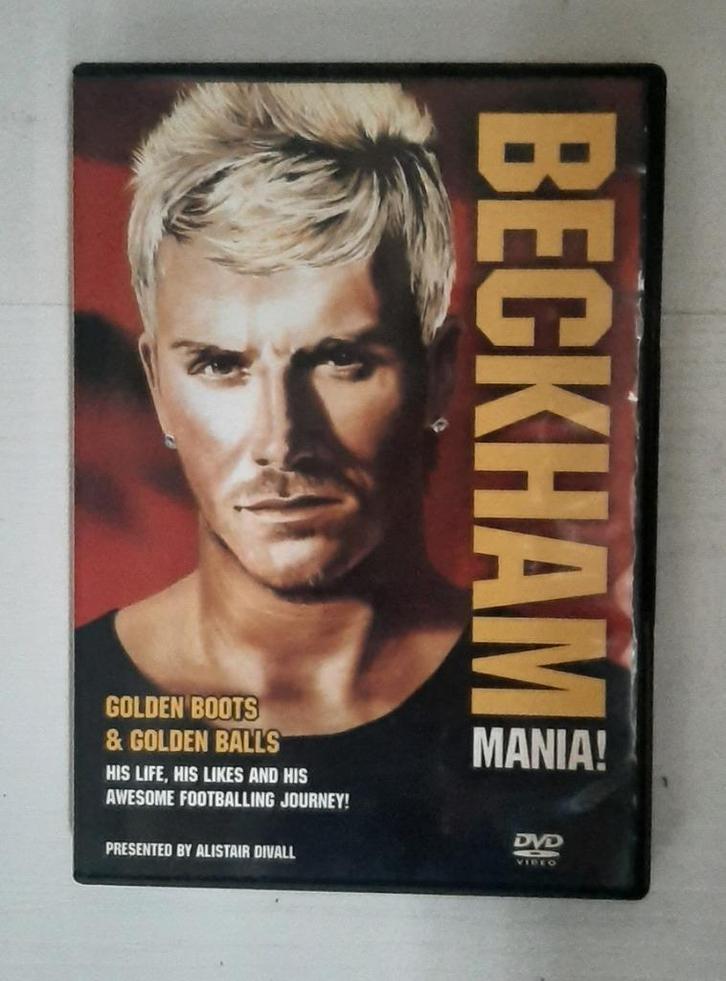 BECKHAM
MANIA!
GOLDEN BOOTS
& GOLDEN BALLS
HIS LIFE, HIS LIKES AND HIS
AWESOME FOOTBALLING JOURNEY!
PRESENTED BY ALISTAIR DIVALL
DVD
VIDEO